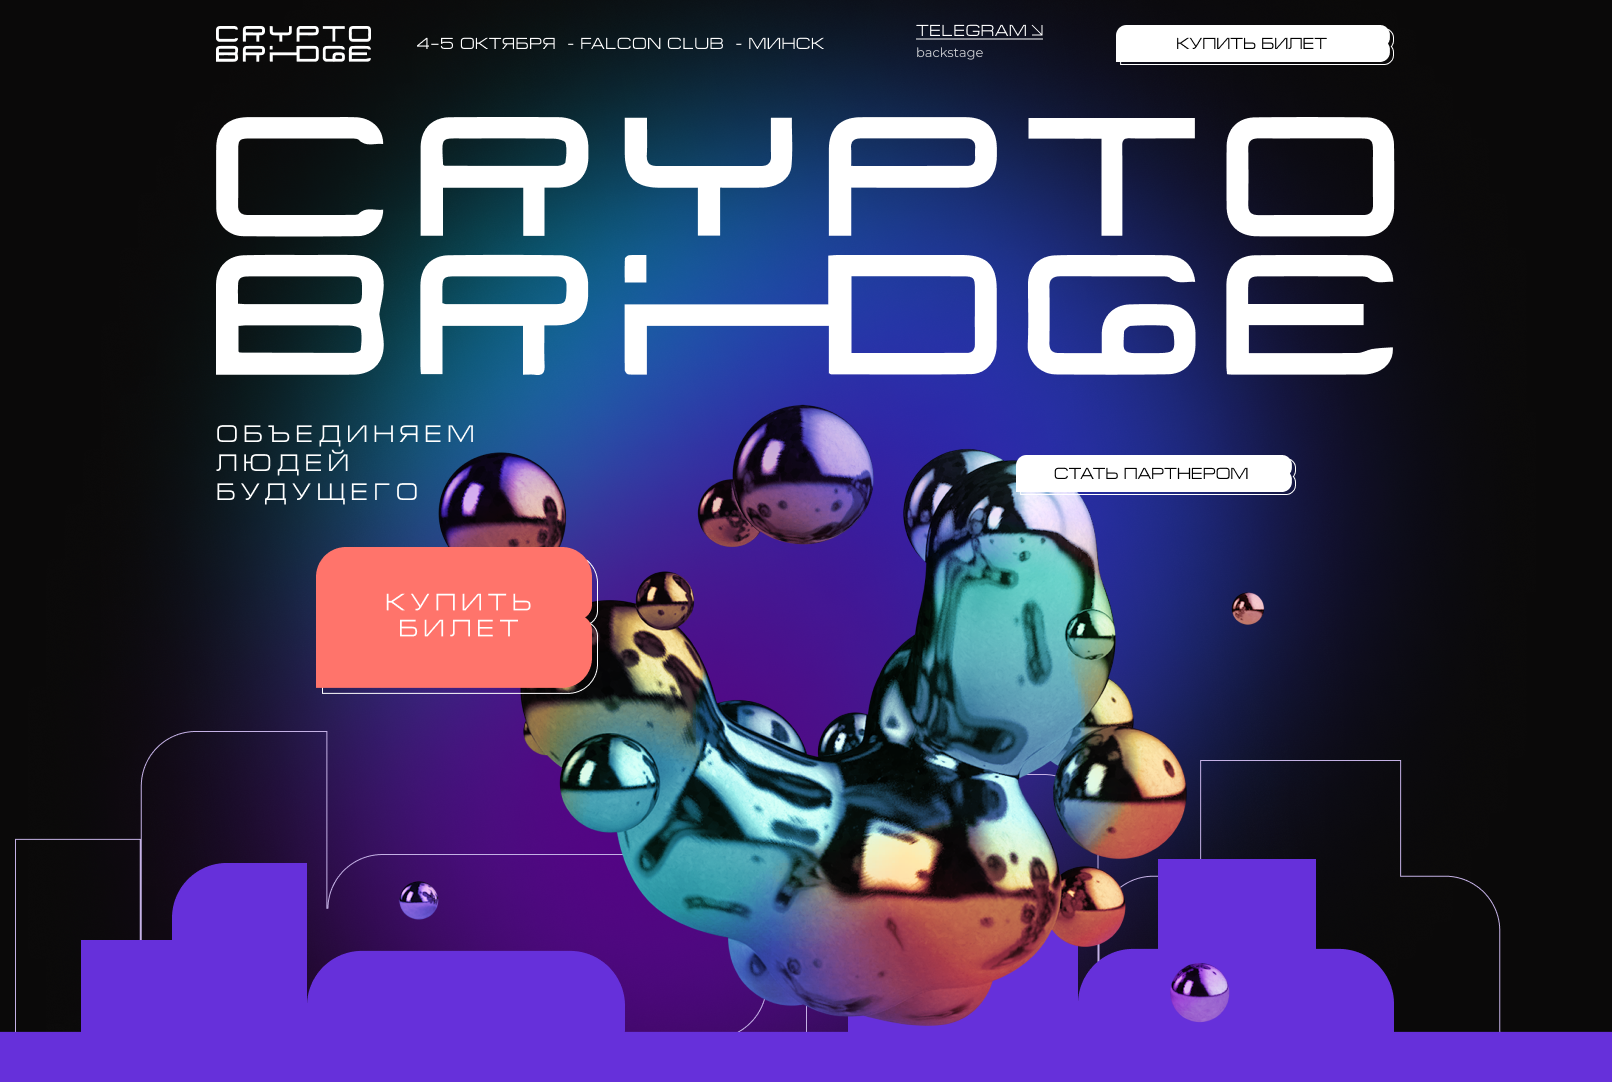 CRYPTO
BRIDGE
4-5 ОКТЯБРЯ - FALCON CLUB - МИНСК
TELEGRAM
backstage
КУПИТЬ БИЛЕТ
CRYPTO
BRIDGE
ОБЪЕДИНЯЕМ
ЛЮДЕЙ
БУДУЩЕГО
СТАТЬ ПАРТНЕРОМ
КУПИТЬ
БИЛЕТ